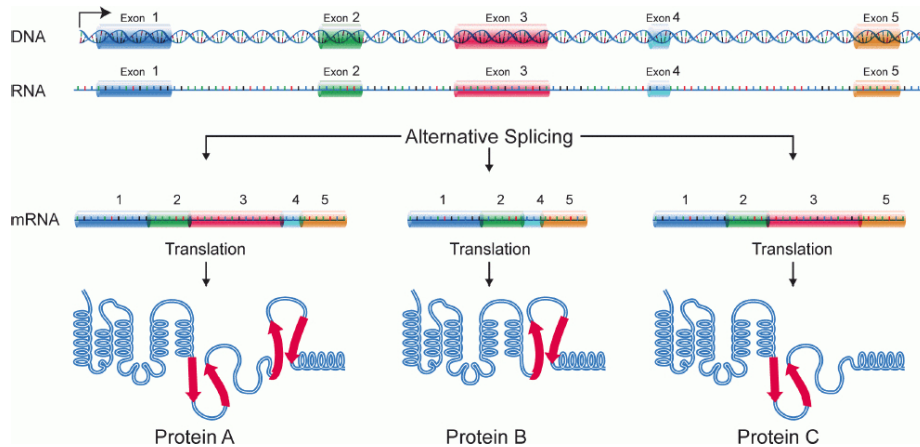 Exon 1 Exon 2 Exon 3 Exon 4 Exon 5
DNA
Exon 1 Exon 2 Exon 3 Exon 4 Exon 5
RNA
Alternative Splicing
1 2 3 4 5 1 2 4 5 1 2 3 5
mRNA
Translation Translation Translation
Protein A Protein B Protein C